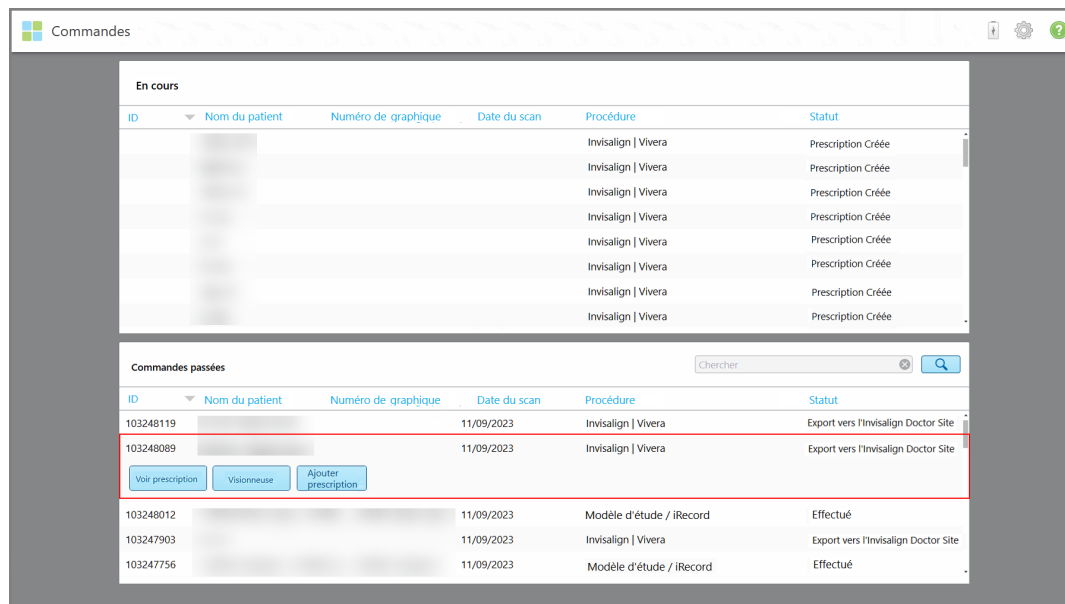 Commandes
En cours
ID Nom du patient Numéro de graphique Date du scan Procédure Statut
Invisalign | Vivera Prescription Créée
Invisalign | Vivera Prescription Créée
Invisalign | Vivera Prescription Créée
Invisalign | Vivera Prescription Créée
Invisalign | Vivera Prescription Créée
Invisalign | Vivera Prescription Créée
Invisalign | Vivera Prescription Créée
Invisalign | Vivera Prescription Créée
Commandes passées Chercher
ID Nom du patient Numéro de graphique Date du scan Procédure Statut
103248119 11/09/2023 Invisalign | Vivera Export vers l'Invisalign Doctor Site
103248089 11/09/2023 Invisalign | Vivera Export vers l'Invisalign Doctor Site
Voir prescription Visionneuse Ajouter
prescription
103248012 11/09/2023 Modèle d'étude / iRecord Effectué
103247903 11/09/2023 Invisalign | Vivera Export vers l'Invisalign Doctor Site
103247756 11/09/2023 Modèle d'étude / iRecord Effectué